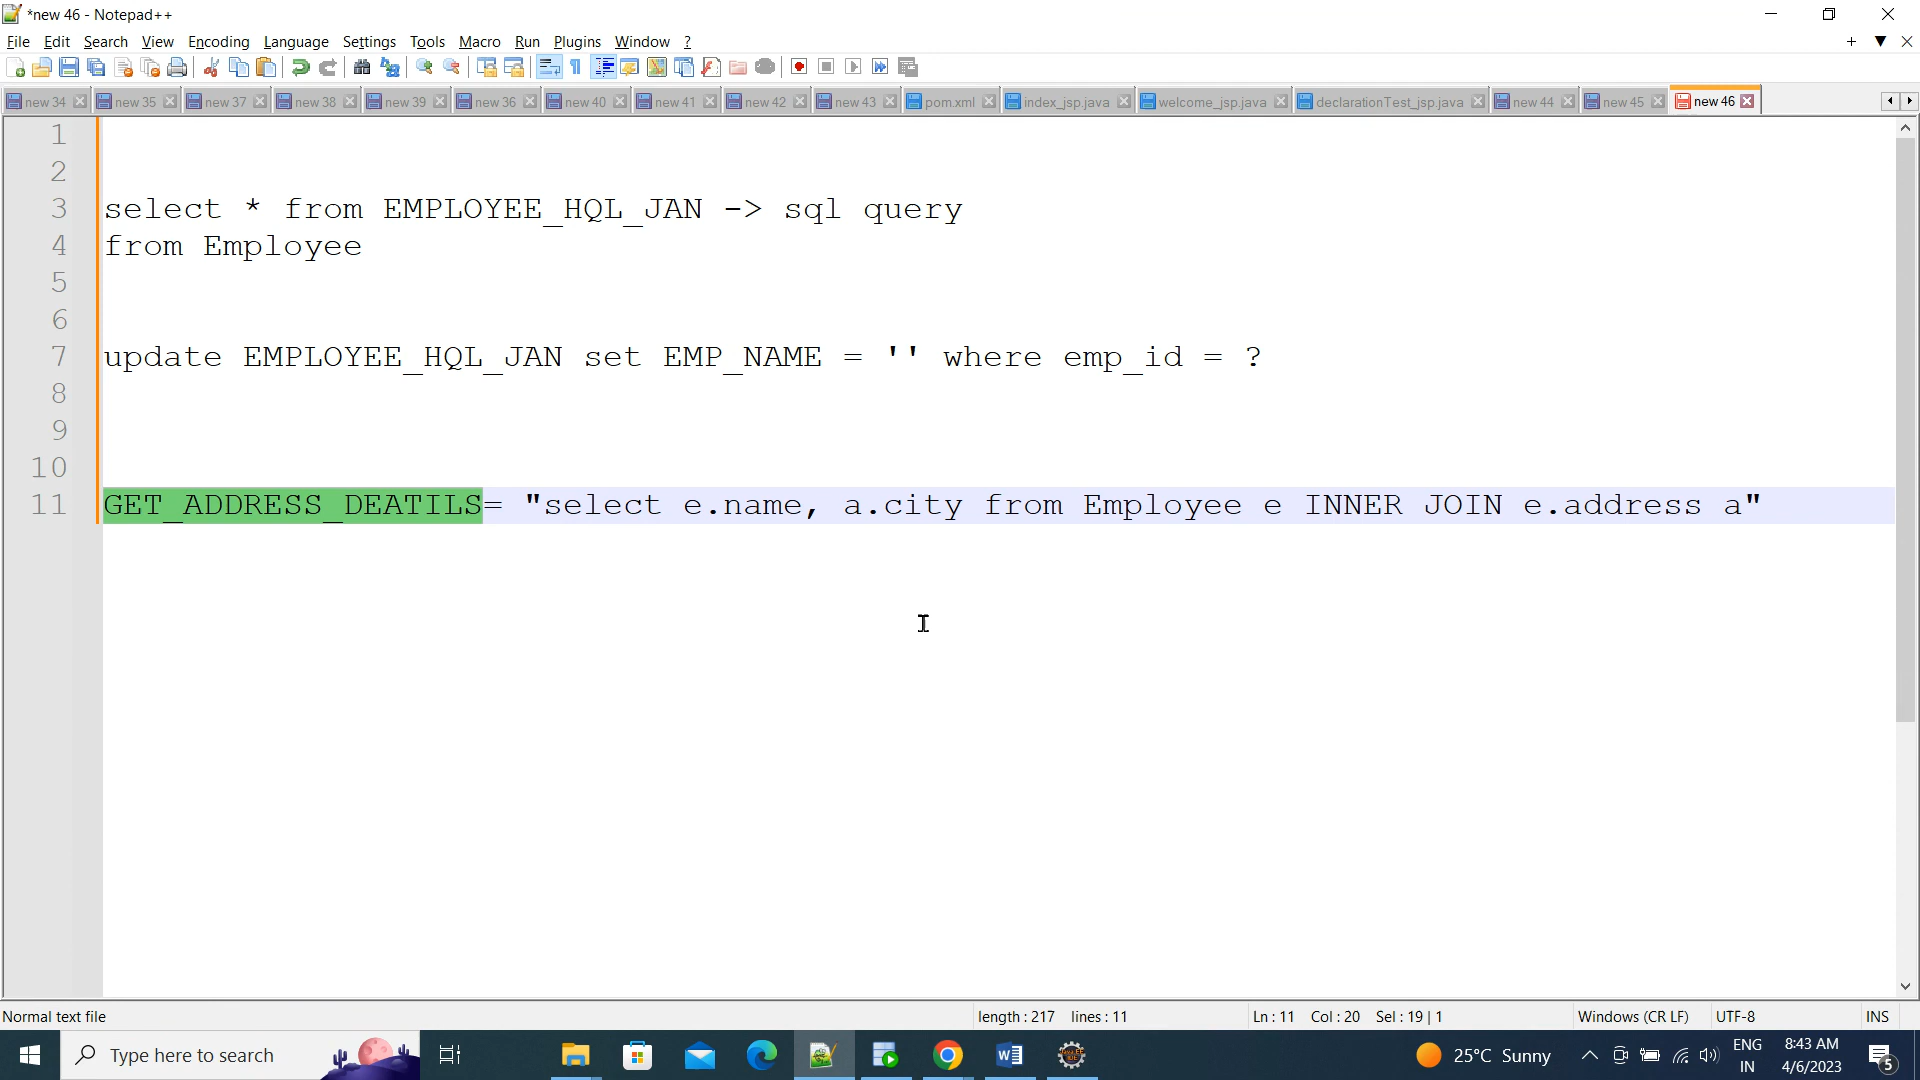 *new 46 - Notepad++
File Edit Search View Encoding Language Settings Tools Macro Run Plugins Window ?
new 34 new 35 new 37 new 38 new 39 new 36 new 40 new 41 new 42 new 43 pom.xml index_jsp.java welcome_jsp.java declarationTest_jsp.java new 44 new 45 new 46
1
2
3 select * from EMPLOYEE_HQL_JAN -> sql query
4 from Employee
5
6
7 update EMPLOYEE_HQL_JAN set EMP_NAME = '' where emp_id = ?
8
9
10
11 GET_ADDRESS_DEATILS= "select e.name, a.city from Employee e INNER JOIN e.address a"
Normal text file length : 217 lines : 11 Ln : 11 Col : 20 Sel : 19 | 1 Windows (CR LF) UTF-8 INS
Type here to search 25°C Sunny ENG IN 8:43 AM 4/6/2023 5